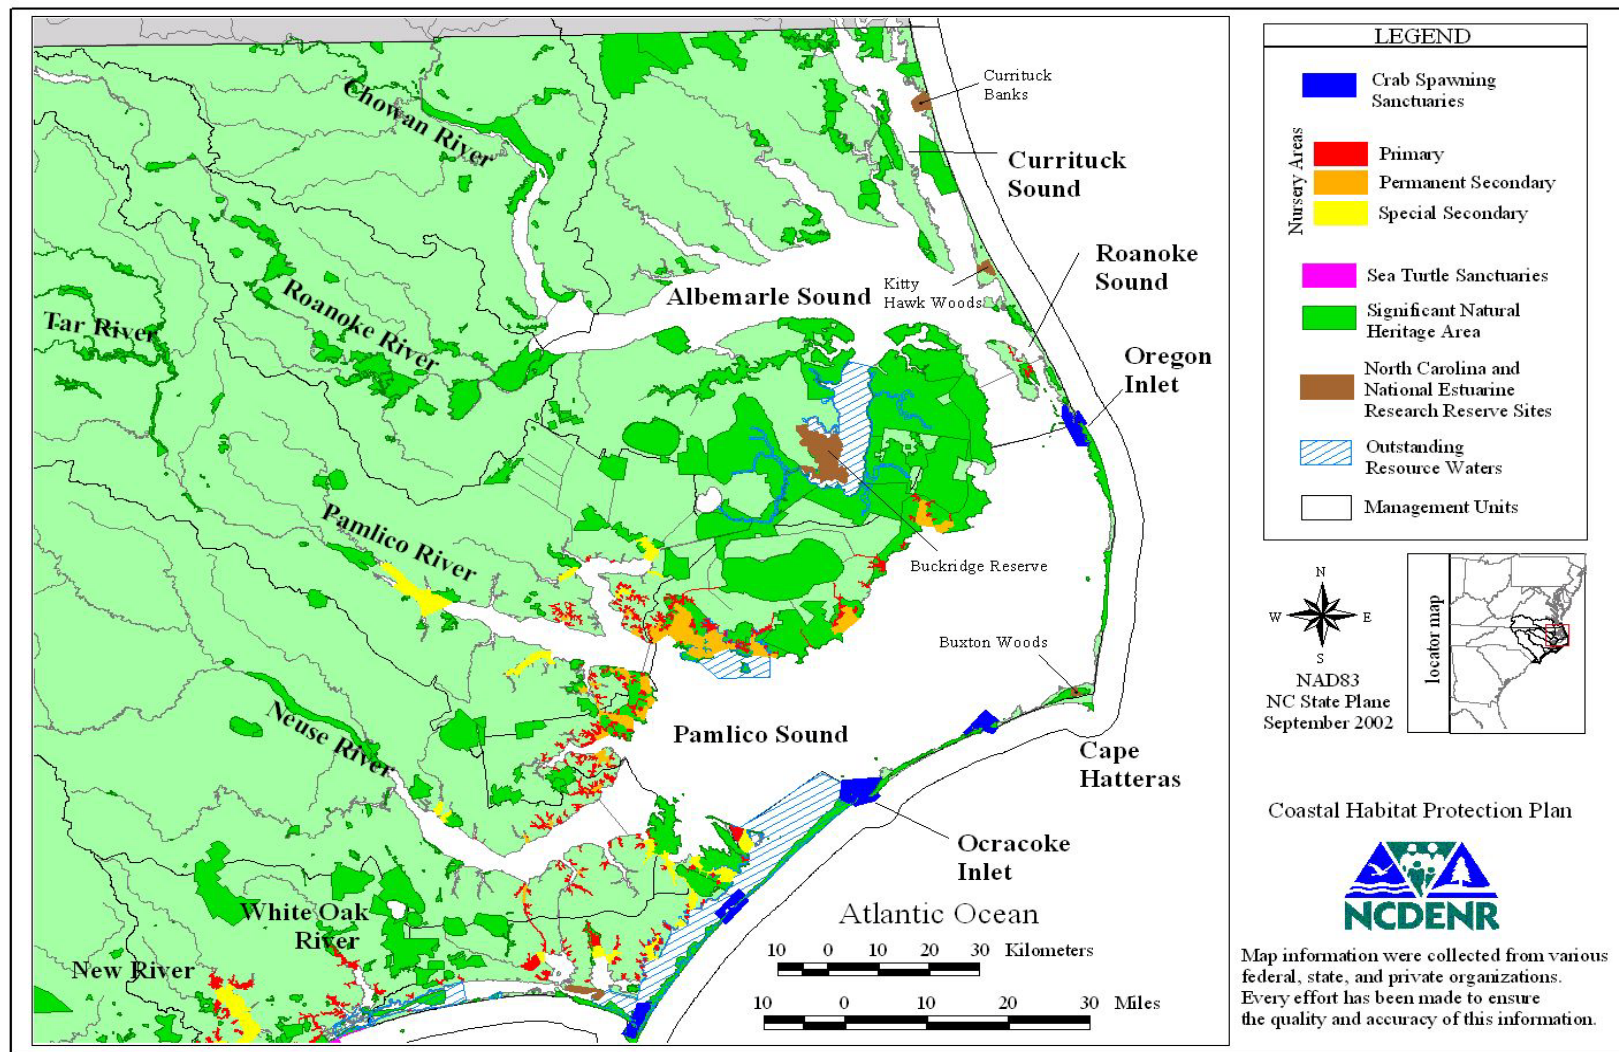 Chowan River
Currituck
Banks
Currituck
Sound
Roanoke
Sound
Kitty
Hawk Woods
Albemarle Sound
Roanoke River
Tar River
Oregon
Inlet
Pamlico River
Buckridge Reserve
Buxton Woods
Neuse River
Pamlico Sound
Cape
Hatteras
Ocracoke
Inlet
White Oak
River
New River
Atlantic Ocean
10 0 10 20 30 Kilometers
10 0 10 20 30 Miles
LEGEND
Crab Spawning
Sanctuaries
Nursery Areas
Primary
Permanent Secondary
Special Secondary
Sea Turtle Sanctuaries
Significant Natural
Heritage Area
North Carolina and
National Estuarine
Research Reserve Sites
Outstanding
Resource Waters
Management Units
N
W E
S
NAD83
NC State Plane
September 2002
locator map
Coastal Habitat Protection Plan
NCDENR
Map information were collected from various
federal, state, and private organizations.
Every effort has been made to ensure
the quality and accuracy of this information.